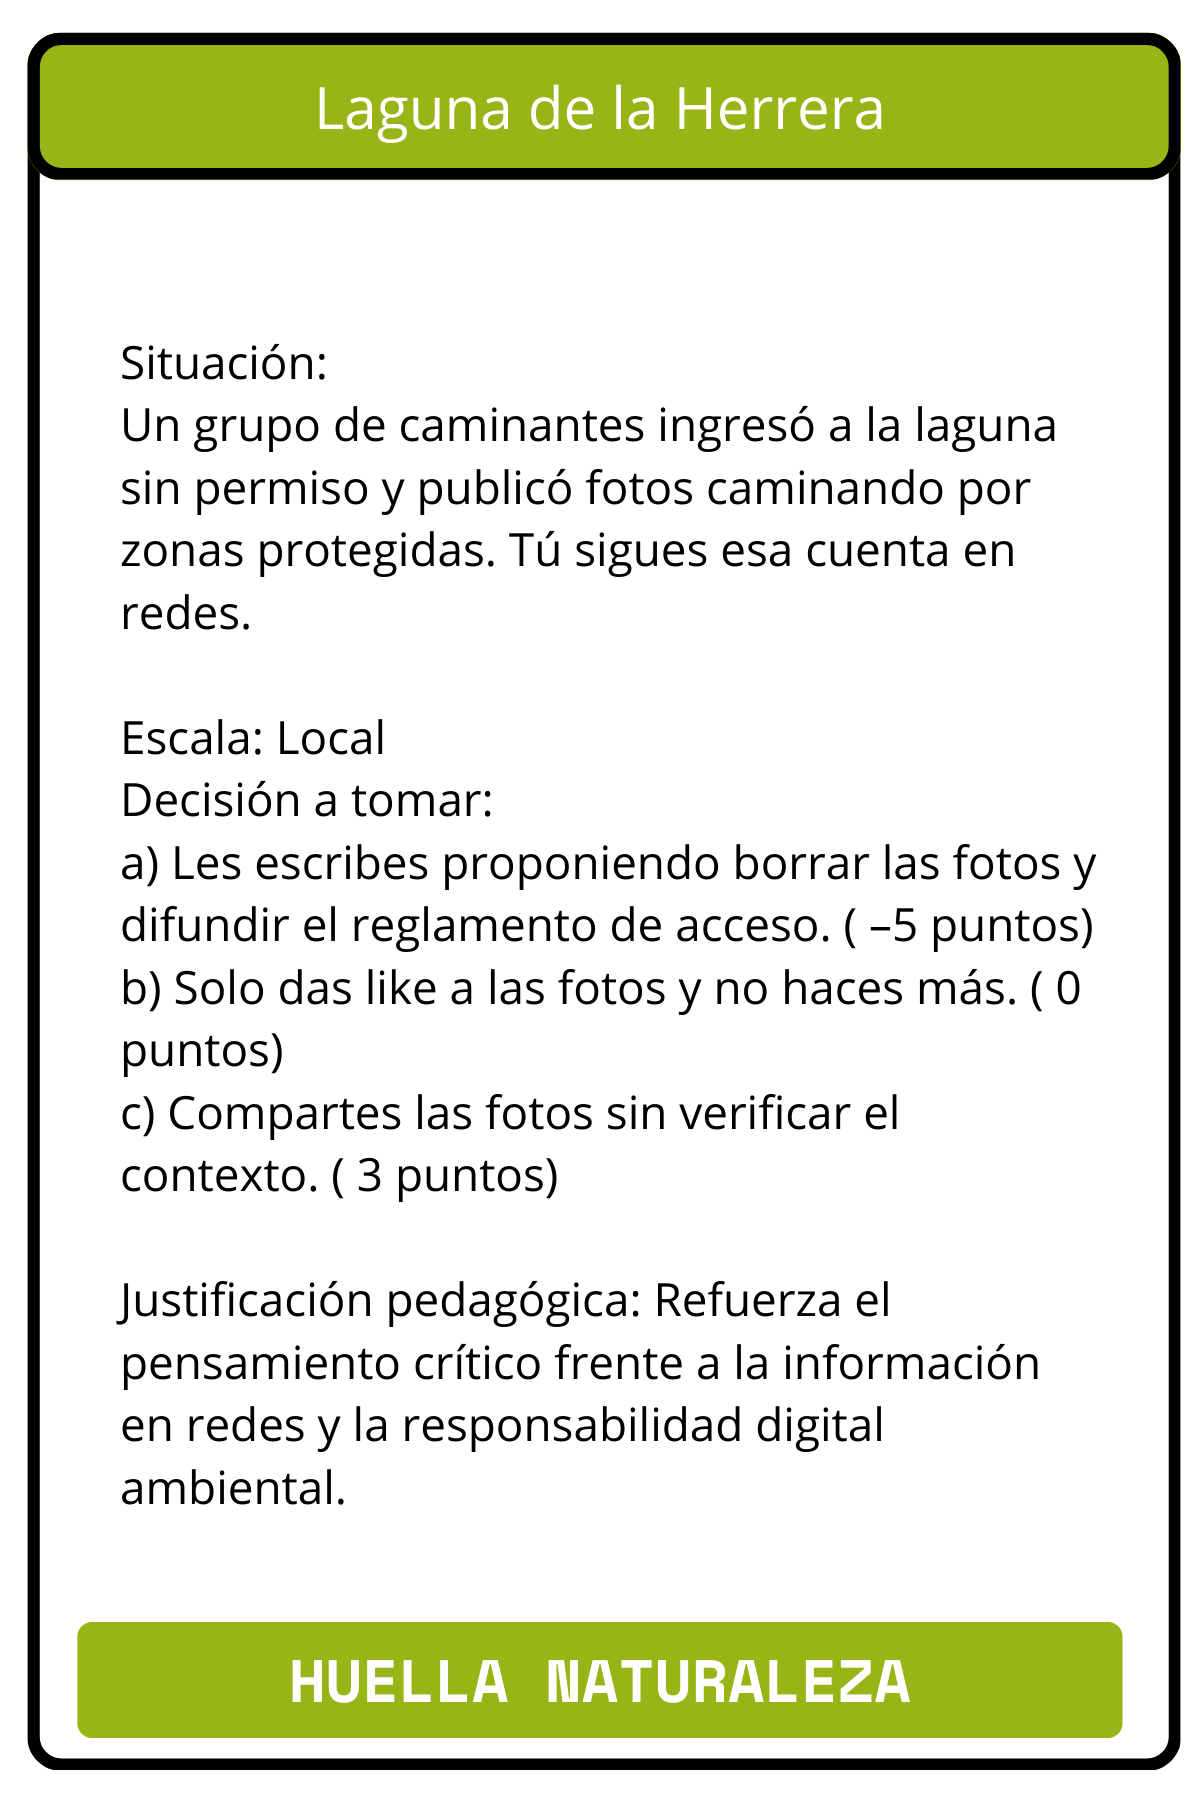 Laguna de la Herrera
Situación:
Un grupo de caminantes ingresó a la laguna
sin permiso y publicó fotos caminando por
zonas protegidas. Tú sigues esa cuenta en
redes.
Escala: Local
Decisión a tomar:
a) Les escribes proponiendo borrar las fotos y
difundir el reglamento de acceso. ( –5 puntos)
b) Solo das like a las fotos y no haces más. ( 0
puntos)
c) Compartes las fotos sin verificar el
contexto. ( 3 puntos)
Justificación pedagógica: Refuerza el
pensamiento crítico frente a la información
en redes y la responsabilidad digital
ambiental.
HUELLA NATURALEZA